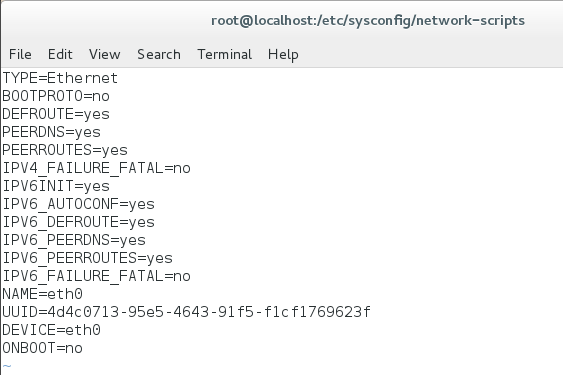 root@localhost:/etc/sysconfig/network-scripts
File Edit View Search Terminal Help
TYPE=Ethernet
BOOTPROTO=no
DEFROUTE=yes
PEERDNS=yes
PEERROUTES=yes
IPV4_FAILURE_FATAL=no
IPV6INIT=yes
IPV6_AUTOCONF=yes
IPV6_DEFROUTE=yes
IPV6_PEERDNS=yes
IPV6_PEERROUTES=yes
IPV6_FAILURE_FATAL=no
NAME=eth0
UUID=4d4c0713-95e5-4643-91f5-f1cf1769623f
DEVICE=eth0
ONBOOT=no
~